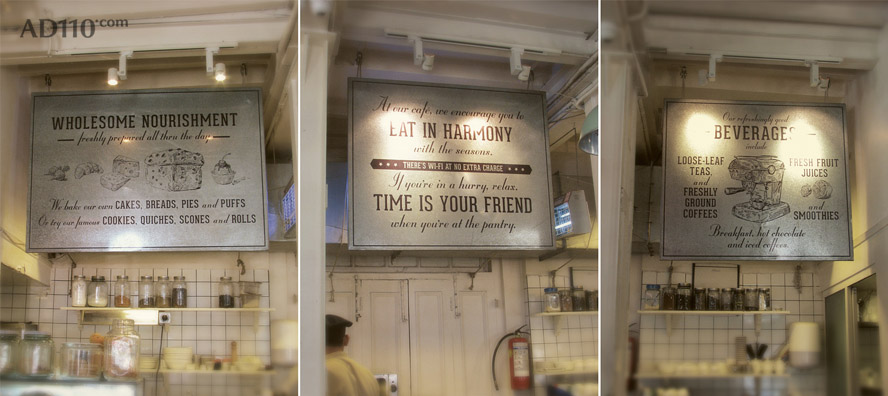 AD110.com
WHOLESOME NOURISHMENT
freshly prepared all thru the day
We bake our own CAKES, BREADS, PIES and PUFFS
Or try our famous COOKIES, QUICHES, SCONES and ROLLS
At our cafe, we encourage you to
EAT IN HARMONY
with the seasons.
THERE'S WI-FI AT NO EXTRA CHARGE
If you're in a hurry, relax.
TIME IS YOUR FRIEND
when you're at the pantry.
Our refreshingly good
BEVERAGES
include
LOOSE-LEAF
TEAS,
and
FRESHLY
GROUND
COFFEES
FRESH FRUIT
JUICES
and
SMOOTHIES
Breakfast, hot chocolate
and iced coffees.